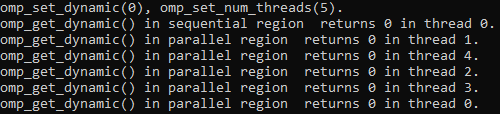 omp_set_dynamic(0), omp_set_num_threads(5).
omp_get_dynamic() in sequential region  returns 0 in thread 0.
omp_get_dynamic() in parallel region  returns 0 in thread 1.
omp_get_dynamic() in parallel region  returns 0 in thread 4.
omp_get_dynamic() in parallel region  returns 0 in thread 2.
omp_get_dynamic() in parallel region  returns 0 in thread 3.
omp_get_dynamic() in parallel region  returns 0 in thread 0.